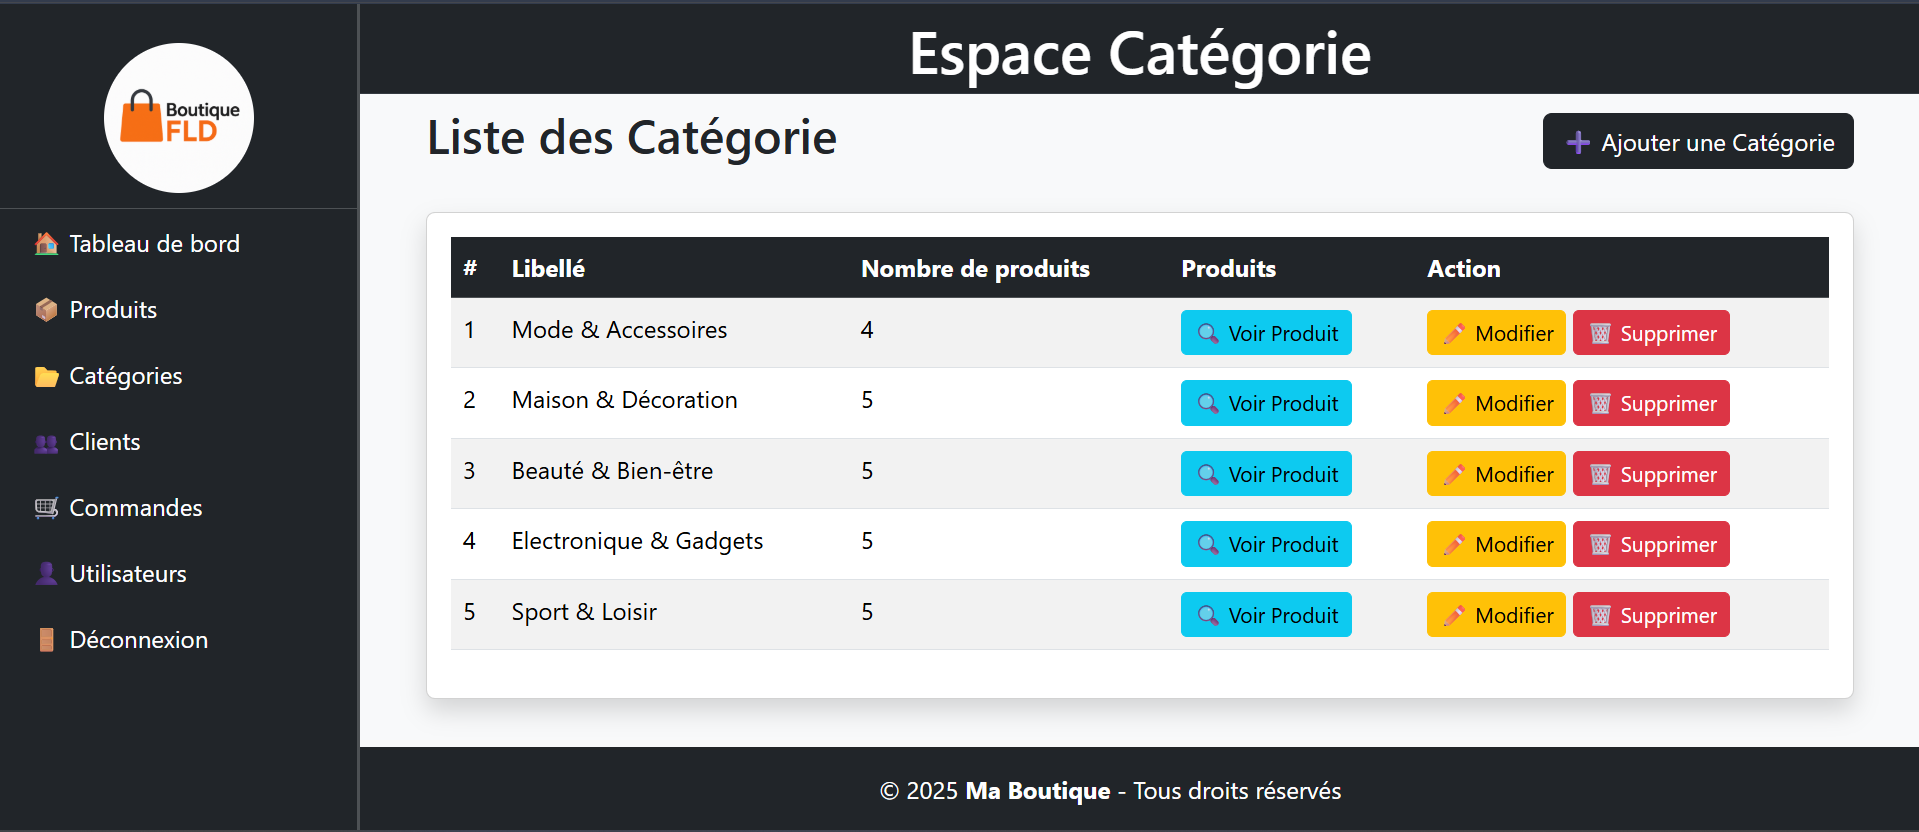 Boutique
FLD
Tableau de bord
Produits
Catégories
Clients
Commandes
Utilisateurs
Déconnexion
Espace Catégorie
Liste des Catégorie
Ajouter une Catégorie
# Libellé Nombre de produits Produits Action
1 Mode & Accessoires 4 Voir Produit Modifier Supprimer
2 Maison & Décoration 5 Voir Produit Modifier Supprimer
3 Beauté & Bien-être 5 Voir Produit Modifier Supprimer
4 Electronique & Gadgets 5 Voir Produit Modifier Supprimer
5 Sport & Loisir 5 Voir Produit Modifier Supprimer
© 2025 Ma Boutique - Tous droits réservés